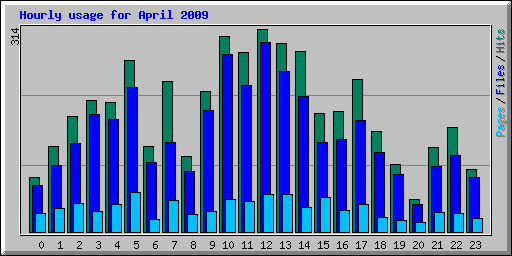 Hourly usage for April 2009
314
Pages / Files / Hits
0 1 2 3 4 5 6 7 8 9 10 11 12 13 14 15 16 17 18 19 20 21 22 23